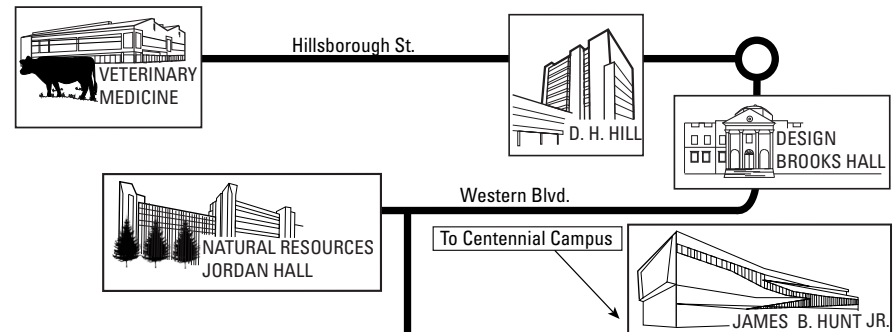 Hillsborough St.
VETERINARY
MEDICINE
D. H. HILL
DESIGN
BROOKS HALL
Western Blvd.
NATURAL RESOURCES
JORDAN HALL
To Centennial Campus
JAMES B. HUNT JR.